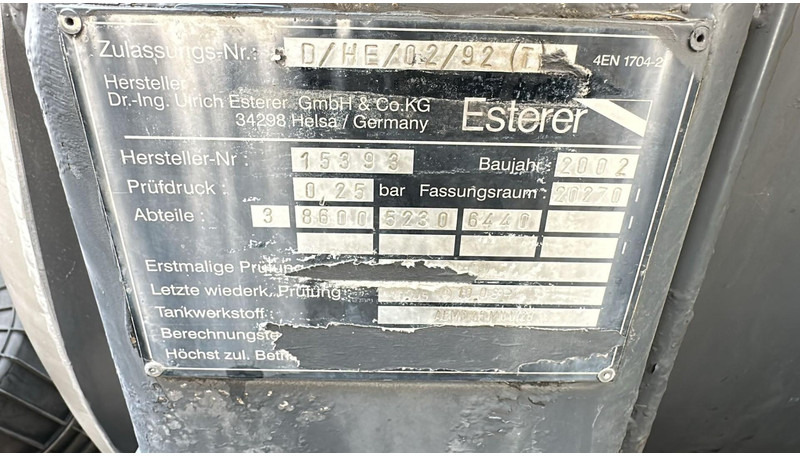 Zulassungs-Nr.: D/HE/02/92 (T) 4EN 1704-2
Hersteller:
Dr.-Ing. Ulrich Esterer GmbH & Co.KG
34298 Helsa / Germany Esterer
Hersteller-Nr.: 15393 Baujahr: 2002
Prüfdruck: 0,25 bar Fassungsraum: 20270 l
Abteile: 3 8600 5230 6440 l
Erstmalige Prüfung
Letzte wiederk. Prüfung:
Tankwerkstoff:
Höchst zul.